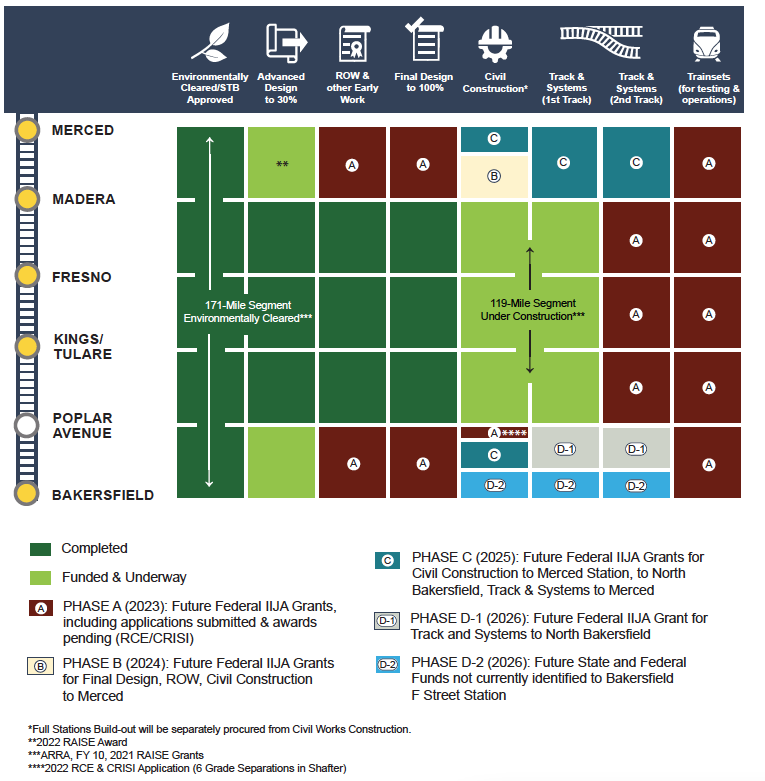 Environmentally
Cleared/STB
Approved
Advanced
Design
to 30%
ROW &
other Early
Work
Final Design
to 100%
Civil
Construction*
Track &
Systems
(1st Track)
Track &
Systems
(2nd Track)
Trainsets
(for testing &
operations)
MERCED
**
A
A
C
B
C
C
A
MADERA
A
A
FRESNO
171-Mile Segment
Environmentally Cleared***
119-Mile Segment
Under Construction***
A
A
KINGS/
TULARE
A
A
POPLAR
AVENUE
A
A
A****
C
D-1
D-1
A
D-2
D-2
D-2
BAKERSFIELD
Completed
Funded & Underway
A
PHASE A (2023): Future Federal IIJA Grants,
including applications submitted & awards
pending (RCE/CRISI)
B
PHASE B (2024): Future Federal IIJA Grants
for Final Design, ROW, Civil Construction
to Merced
C
PHASE C (2025): Future Federal IIJA Grants for
Civil Construction to Merced Station, to North
Bakersfield, Track & Systems to Merced
D-1
PHASE D-1 (2026): Future Federal IIJA Grant for
Track and Systems to North Bakersfield
D-2
PHASE D-2 (2026): Future State and Federal
Funds not currently identified to Bakersfield
F Street Station
*Full Stations Build-out will be separately procured from Civil Works Construction.
**2022 RAISE Award
***ARRA, FY 10, 2021 RAISE Grants
****2022 RCE & CRISI Application (6 Grade Separations in Shafter)